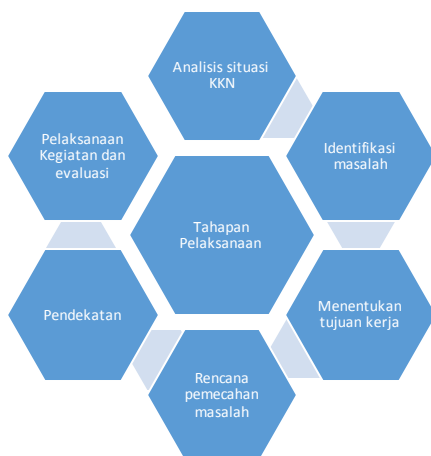 Analisis situasi
KKN
Identifikasi
masalah
Menentukan
tujuan kerja
Rencana
pemecahan
masalah
Pendekatan
Pelaksanaan
Kegiatan dan
evaluasi
Tahapan
Pelaksanaan